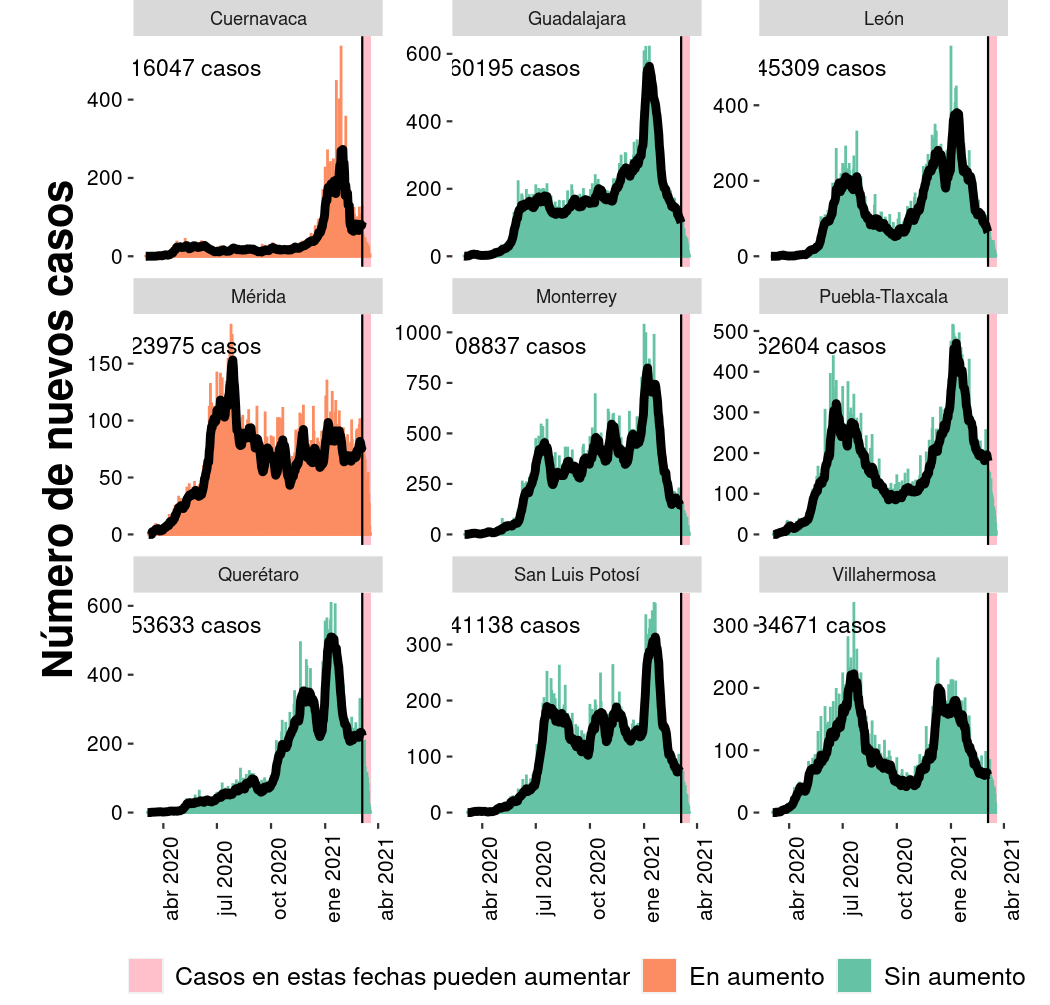 Número de nuevos casos
Cuernavaca
Guadalajara
León
16047 casos
60195 casos
45309 casos
400
200
0
600
400
200
0
400
200
0
Mérida
Monterrey
Puebla-Tlaxcala
23975 casos
08837 casos
62604 casos
150
100
50
0
1000
750
500
250
0
500
400
300
200
100
0
Querétaro
San Luis Potosí
Villahermosa
53633 casos
41138 casos
34671 casos
600
400
200
0
300
200
100
0
300
200
100
0
abr 2020
jul 2020
oct 2020
ene 2021
abr 2021
abr 2020
jul 2020
oct 2020
ene 2021
abr 2021
abr 2020
jul 2020
oct 2020
ene 2021
abr 2021
Casos en estas fechas pueden aumentar
En aumento
Sin aumento